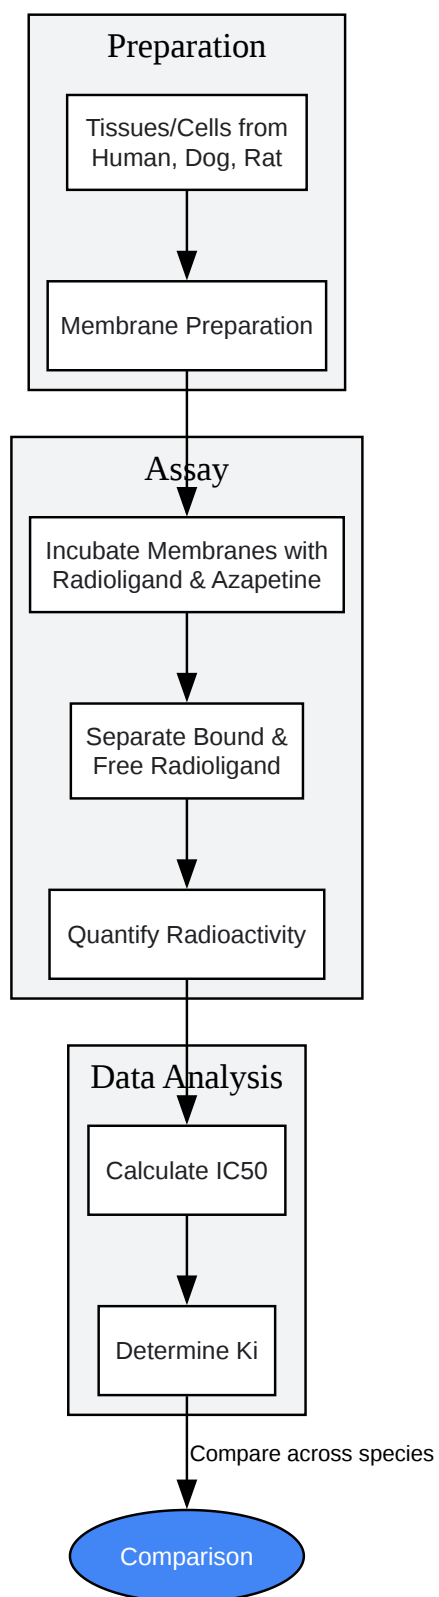 Preparation
Tissues/Cells from
Human, Dog, Rat
Membrane Preparation
Assay
Incubate Membranes with
Radioligand & Azapetine
Separate Bound &
Free Radioligand
Quantify Radioactivity
Data Analysis
Calculate IC50
Determine Ki
Compare across species
Comparison